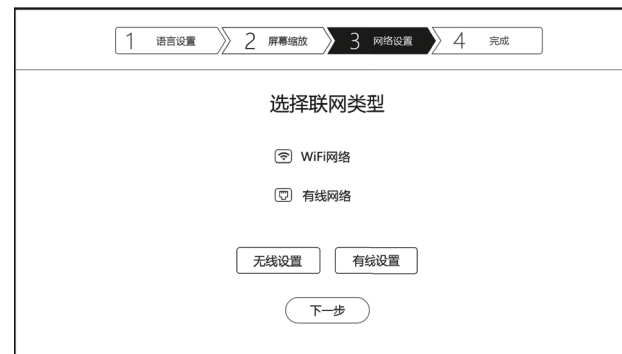 1 语言设置 2 屏幕缩放 3 网络设置 4 完成
选择联网类型
WiFi网络
有线网络
无线设置 有线设置
下一步